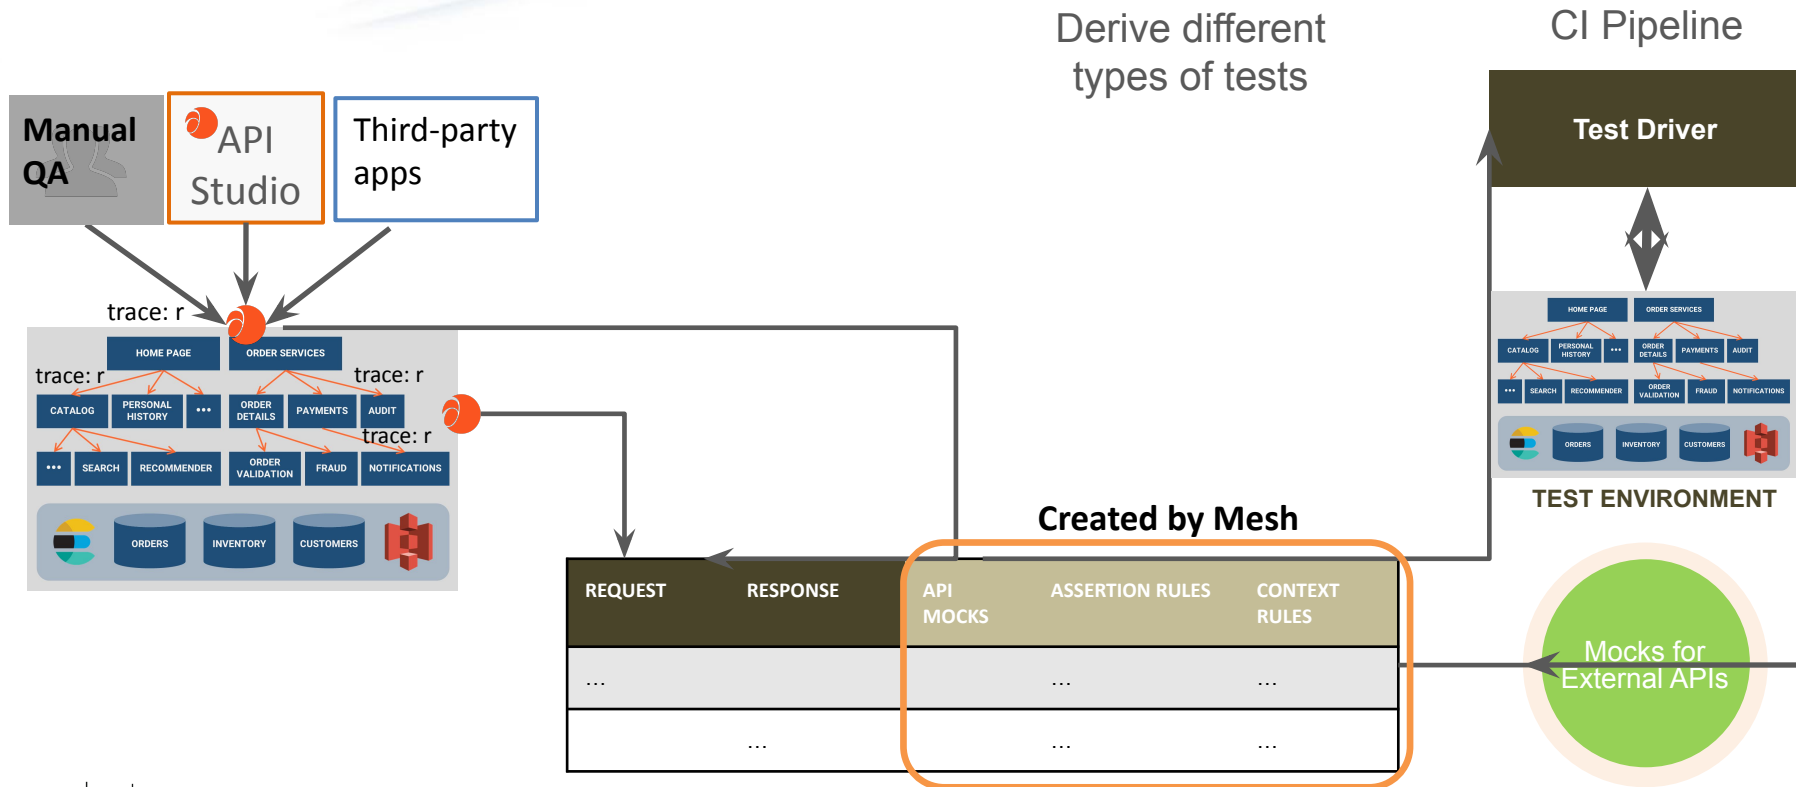 Derive different
types of tests
CI Pipeline
Manual
QA
API
Studio
Third-party
apps
Test Driver
trace: r
HOME PAGE
ORDER SERVICES
trace: r
trace: r
CATALOG
PERSONAL
HISTORY
•••
ORDER
DETAILS
PAYMENTS
AUDIT
trace: r
•••
SEARCH
RECOMMENDER
ORDER
VALIDATION
FRAUD
NOTIFICATIONS
ORDERS
INVENTORY
CUSTOMERS
HOME PAGE
ORDER SERVICES
CATALOG
PERSONAL
HISTORY
•••
ORDER
DETAILS
PAYMENTS
AUDIT
•••
SEARCH
RECOMMENDER
ORDER
VALIDATION
FRAUD
NOTIFICATIONS
ORDERS
INVENTORY
CUSTOMERS
TEST ENVIRONMENT
Created by Mesh
REQUEST
RESPONSE
API
MOCKS
ASSERTION RULES
CONTEXT
RULES
…
…
…
…
…
…
Mocks for
External APIs